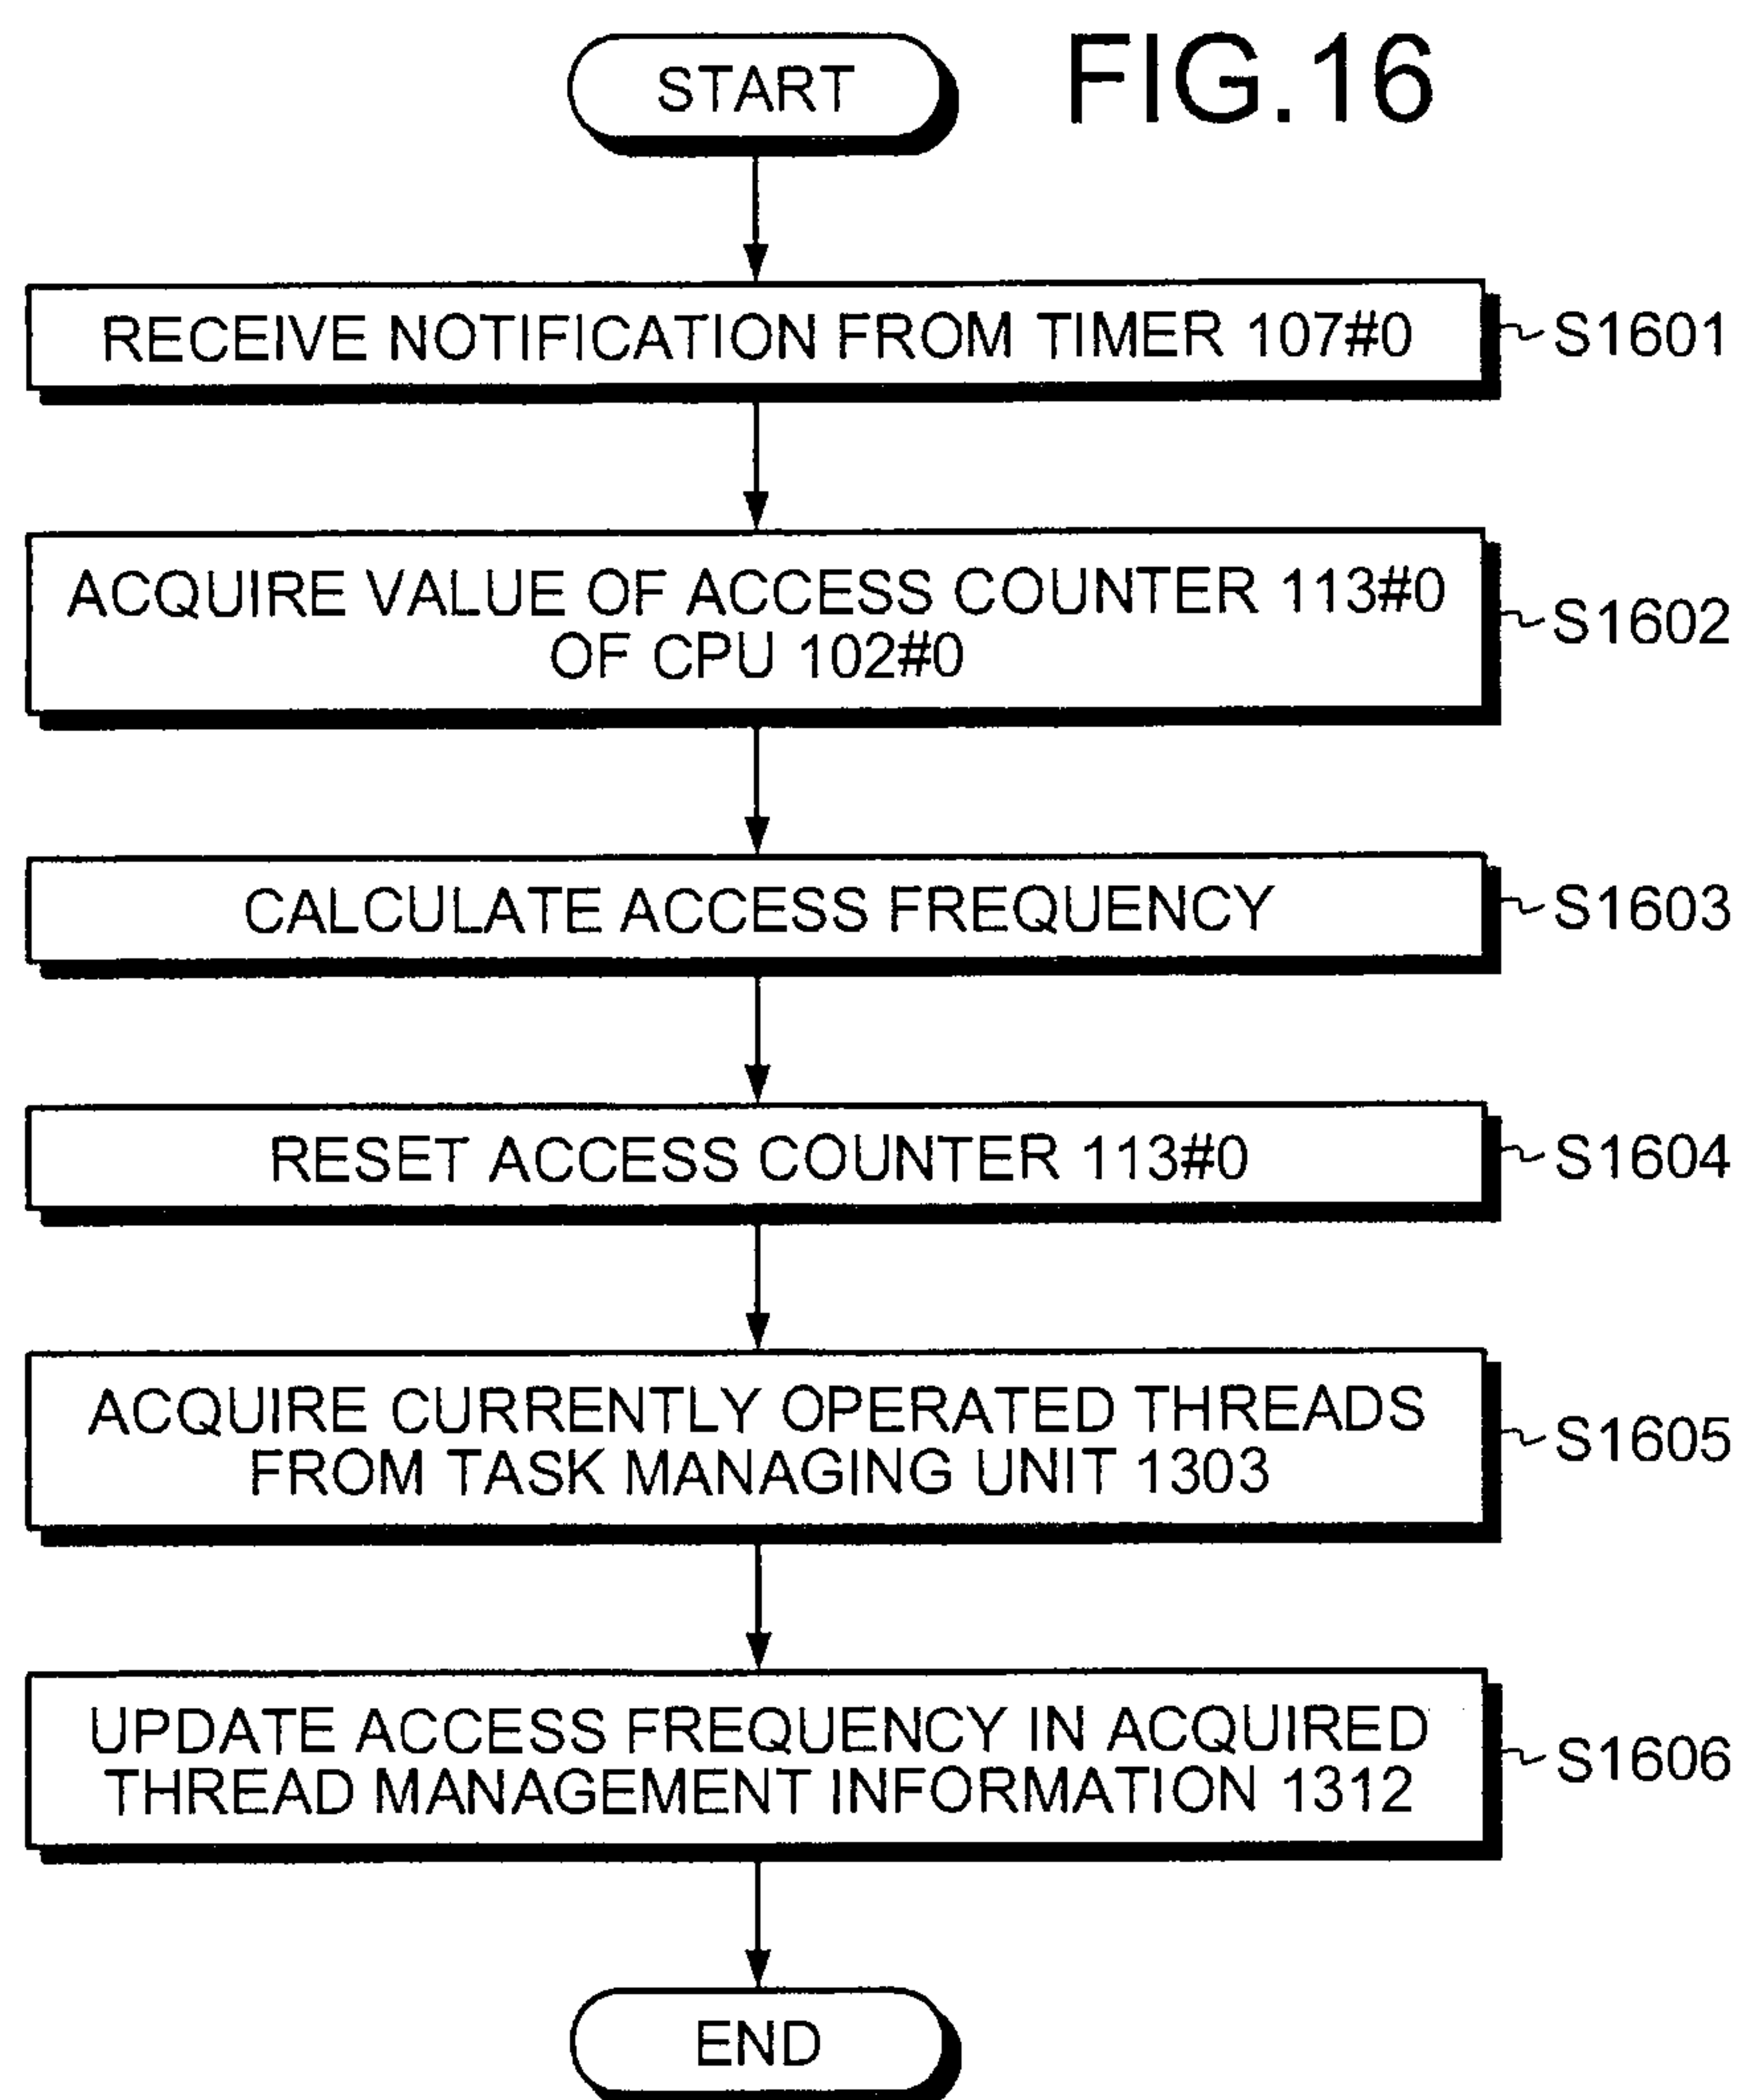 START
FIG.16
RECEIVE NOTIFICATION FROM TIMER 107#0
S1601
ACQUIRE VALUE OF ACCESS COUNTER 113#0
OF CPU 102#0
S1602
CALCULATE ACCESS FREQUENCY
S1603
RESET ACCESS COUNTER 113#0
S1604
ACQUIRE CURRENTLY OPERATED THREADS
FROM TASK MANAGING UNIT 1303
S1605
UPDATE ACCESS FREQUENCY IN ACQUIRED
THREAD MANAGEMENT INFORMATION 1312
S1606
END